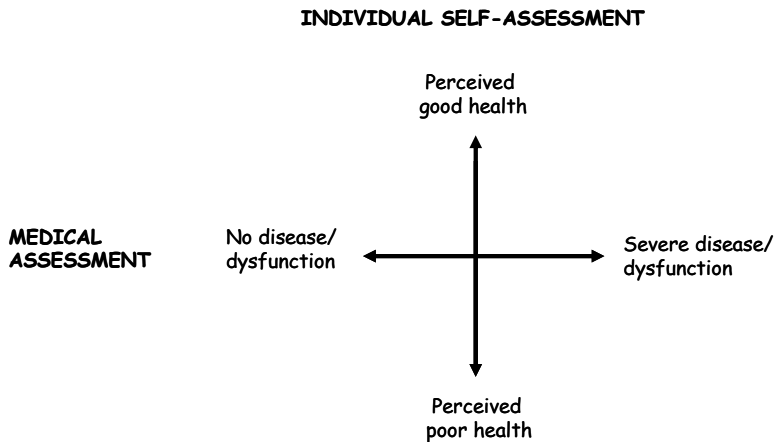 INDIVIDUAL SELF-ASSESSMENT
Perceived
good health
MEDICAL
ASSESSMENT
No disease/
dysfunction
Severe disease/
dysfunction
Perceived
poor health